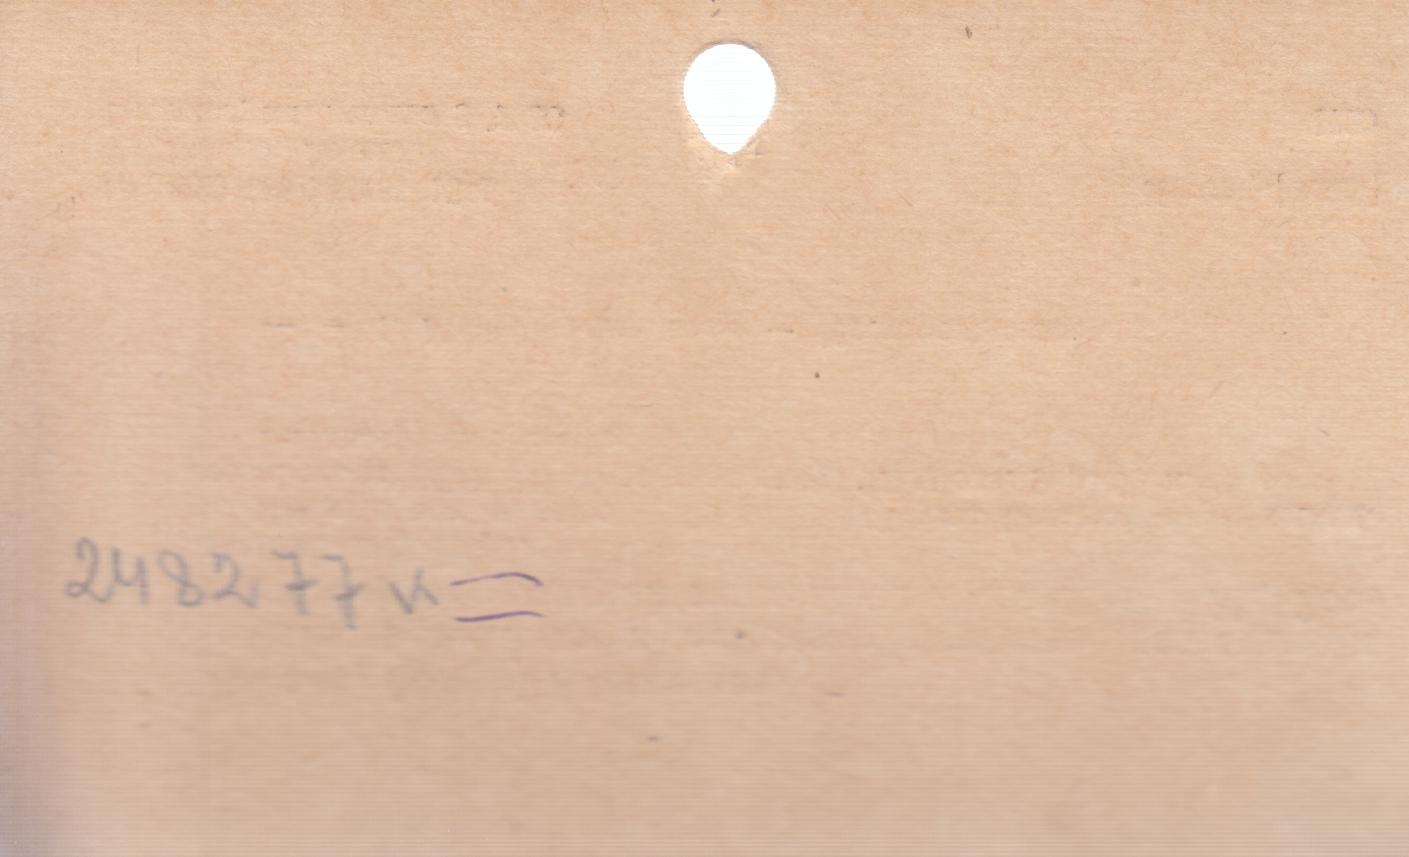 248277 к =